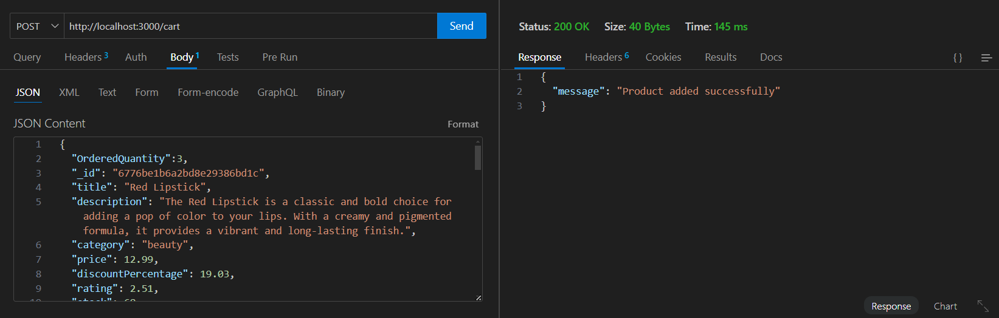 POST http://localhost:3000/cart Send
Query Headers 3 Auth Body 1 Tests Pre Run
JSON XML Text Form Form-encode GraphQL Binary
JSON Content Format
1 {
2 "OrderedQuantity":3,
3 "_id": "6776be1b6a2bd8e29386bd1c",
4 "title": "Red Lipstick",
5 "description": "The Red Lipstick is a classic and bold choice for
adding a pop of color to your lips. With a creamy and pigmented
formula, it provides a vibrant and long-lasting finish.",
6 "category": "beauty",
7 "price": 12.99,
8 "discountPercentage": 19.03,
9 "rating": 2.51,
Status: 200 OK Size: 40 Bytes Time: 145 ms
Response Headers 6 Cookies Results Docs { }
1 {
2 "message": "Product added successfully"
3 }
Response Chart